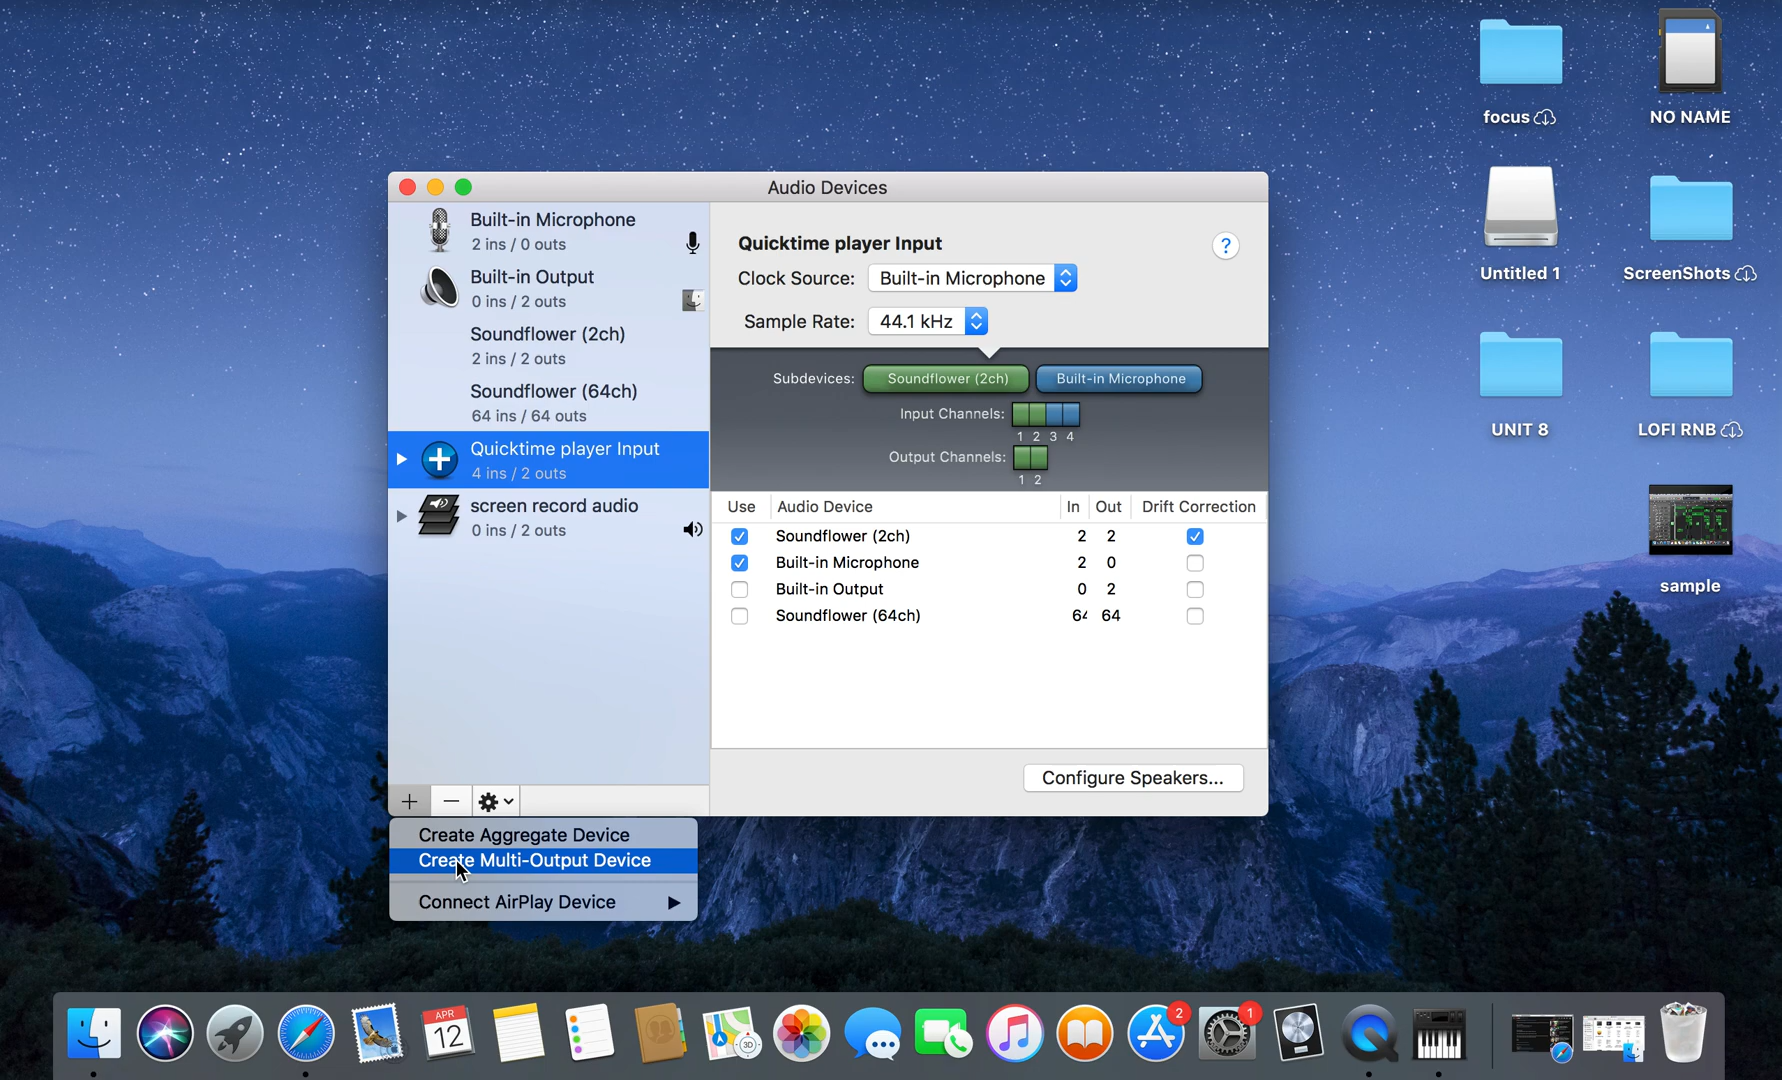 Audio Devices
Built-in Microphone
2 ins / 0 outs
Built-in Output
0 ins / 2 outs
Soundflower (2ch)
2 ins / 2 outs
Soundflower (64ch)
64 ins / 64 outs
Quicktime player Input
4 ins / 2 outs
screen record audio
0 ins / 2 outs
Quicktime player Input
?
Clock Source: Built-in Microphone
Sample Rate: 44.1 kHz
Subdevices: Soundflower (2ch) Built-in Microphone
Input Channels:
1 2 3 4
Output Channels:
1 2
Use Audio Device In Out Drift Correction
Soundflower (2ch) 2 2
Built-in Microphone 2 0
Built-in Output 0 2
Soundflower (64ch) 64 64
Configure Speakers...
Create Aggregate Device
Create Multi-Output Device
Connect AirPlay Device
focus
NO NAME
Untitled 1
ScreenShots
UNIT 8
LOFI RNB
sample
APR
12
3D
2
1